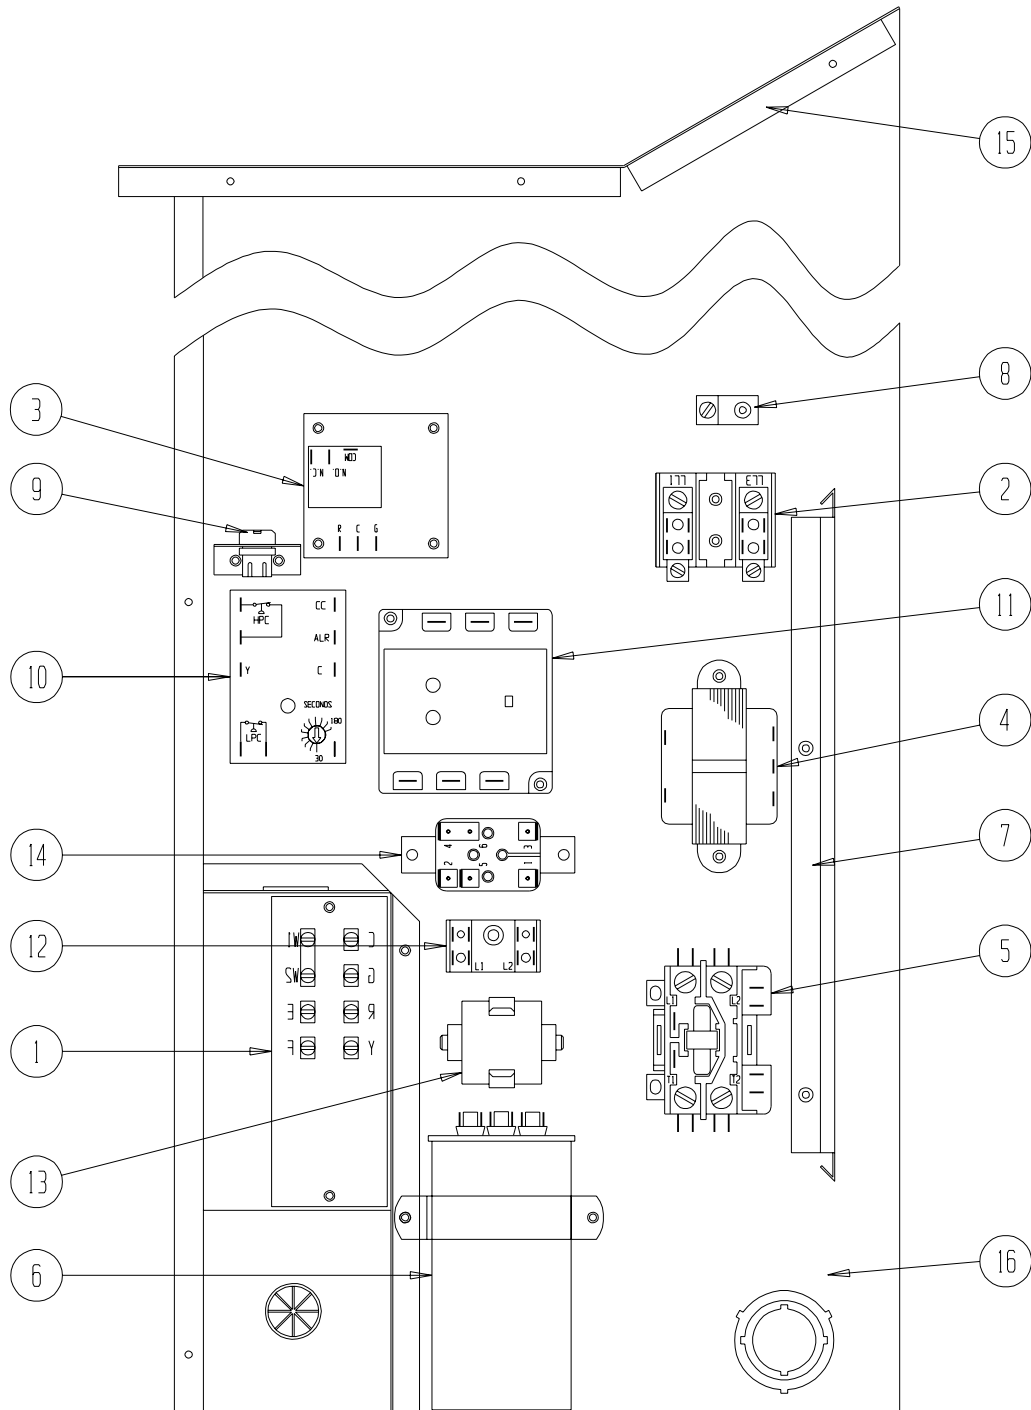 15
8
3
COM
N.C. N.O.
LL1 LL3
2
9
R C G
11
CC
HPC
ALR
10
Y C
SECONDS
180
4
LPC
30
14
4 6 3
2 5 1
7
12
W1 C
L1 L2
5
W2 G
L1 L2
E R
1
F Y
T1 T2
13
6
16